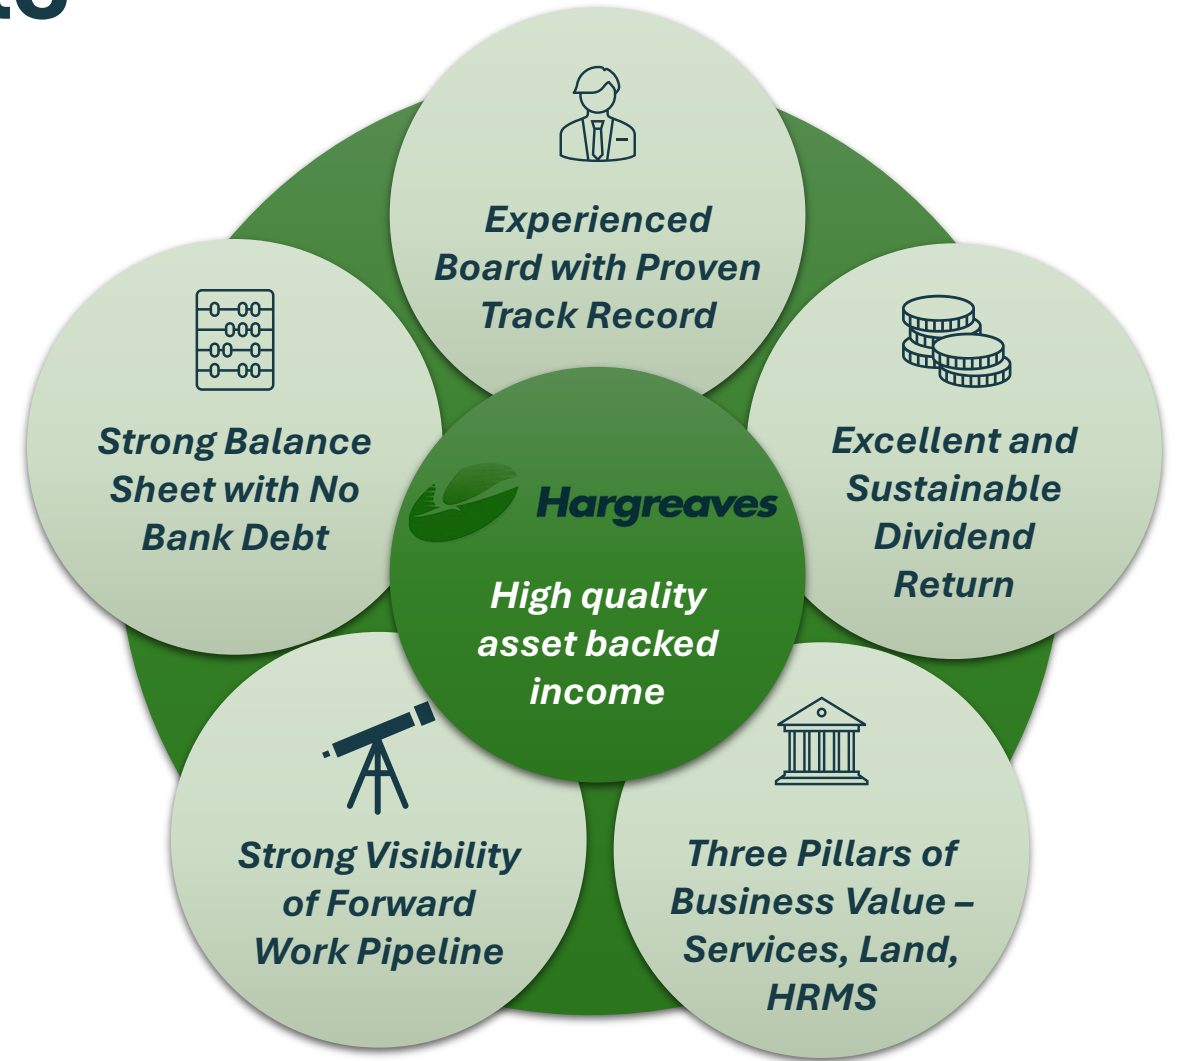 Experienced
Board with Proven
Track Record
Strong Balance
Sheet with No
Bank Debt
Excellent and
Sustainable
Dividend
Return
Hargreaves
High quality
asset backed
income
Strong Visibility
of Forward
Work Pipeline
Three Pillars of
Business Value –
Services, Land,
HRMS